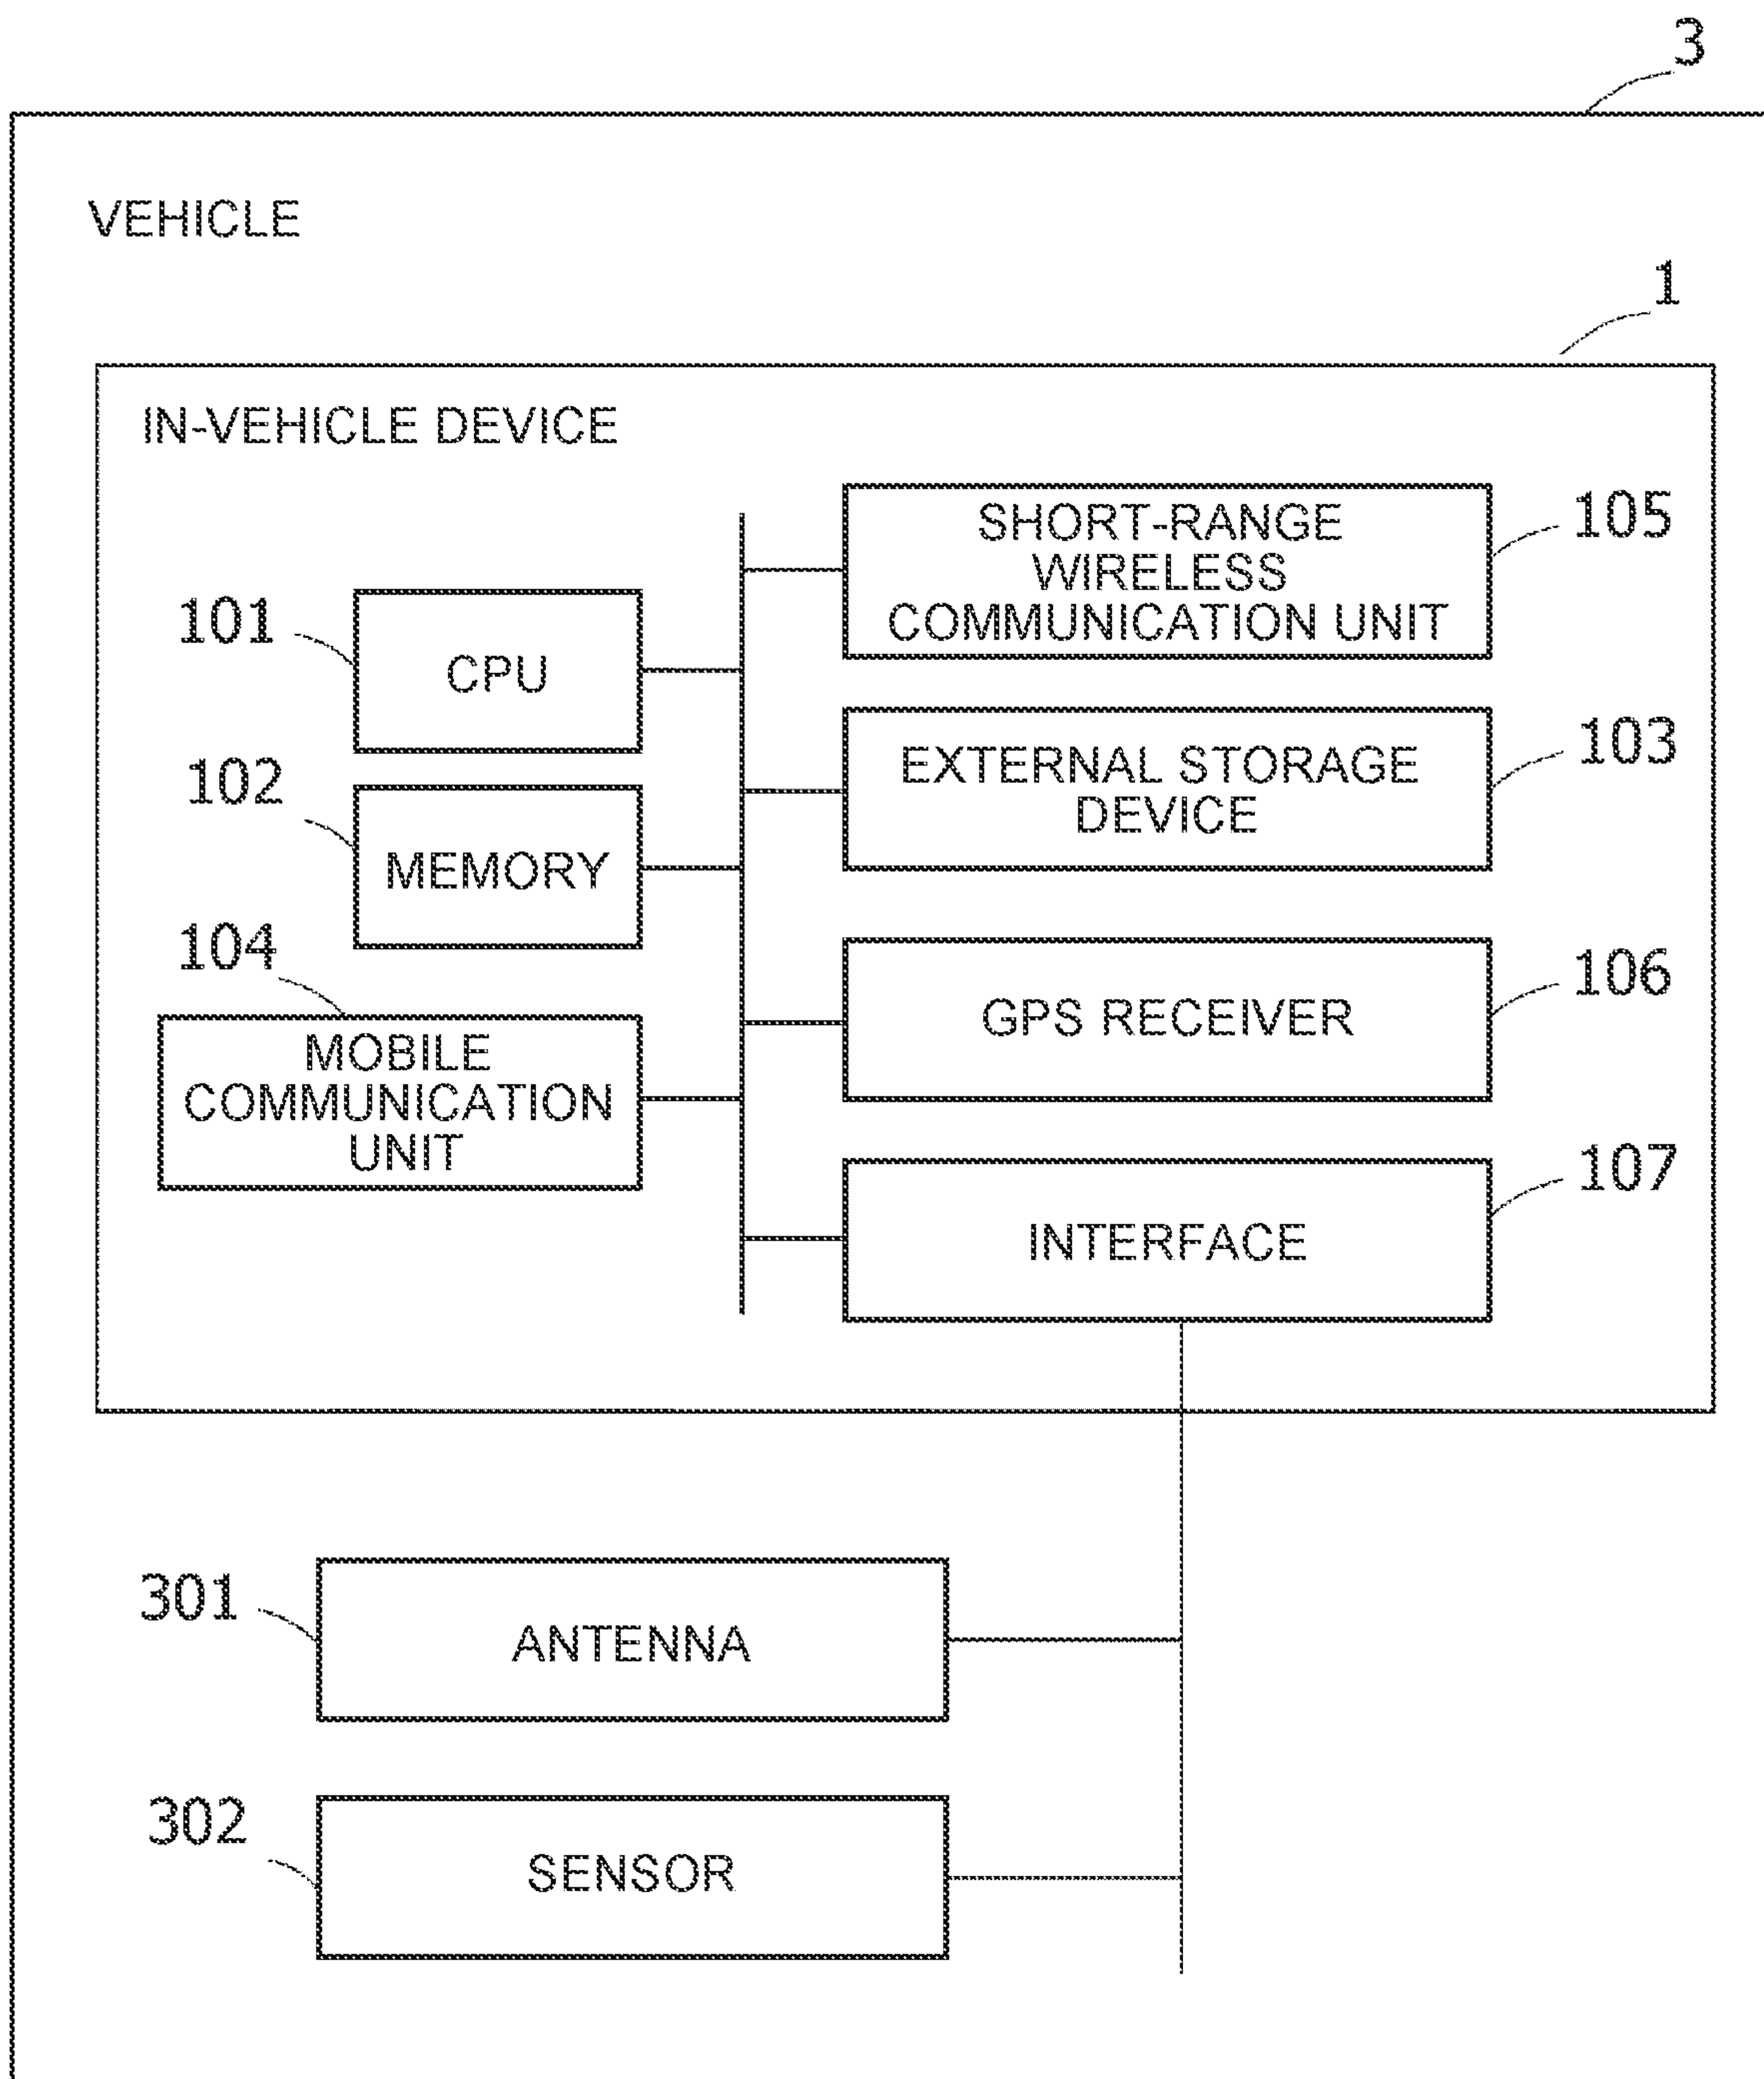 3
VEHICLE
1
IN-VEHICLE DEVICE
SHORT-RANGE
WIRELESS
COMMUNICATION UNIT
105
101
CPU
EXTERNAL STORAGE
DEVICE
103
102
MEMORY
104
MOBILE
COMMUNICATION
UNIT
GPS RECEIVER
106
INTERFACE
107
301
ANTENNA
302
SENSOR